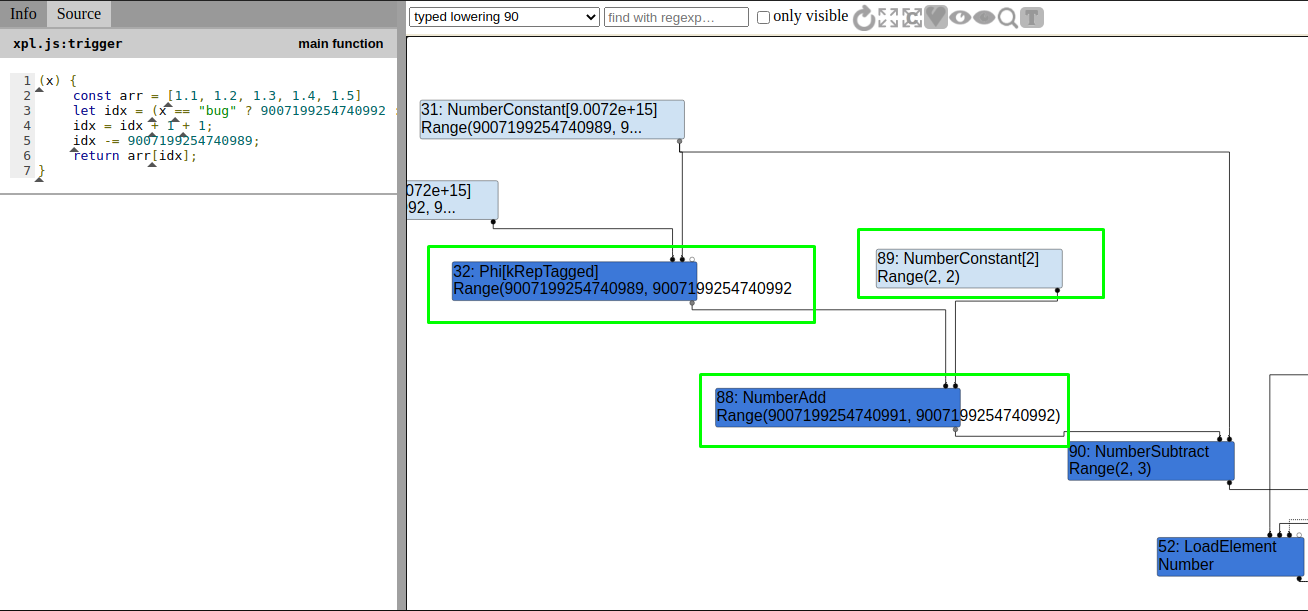 Info Source
xpl.js:trigger main function
1 (x) {
2 const arr = [1.1, 1.2, 1.3, 1.4, 1.5]
3 let idx = (x == "bug" ? 9007199254740992 :
4 idx = idx + 1 + 1;
5 idx -= 9007199254740989;
6 return arr[idx];
7 }
typed lowering 90 find with regexp… only visible
T
31: NumberConstant[9.0072e+15]
Range(9007199254740989, 9...
072e+15]
92, 9...
32: Phi[kRepTagged]
Range(9007199254740989, 9007199254740992
89: NumberConstant[2]
Range(2, 2)
88: NumberAdd
Range(9007199254740991, 9007199254740992)
90: NumberSubtract
Range(2, 3)
52: LoadElement
Number